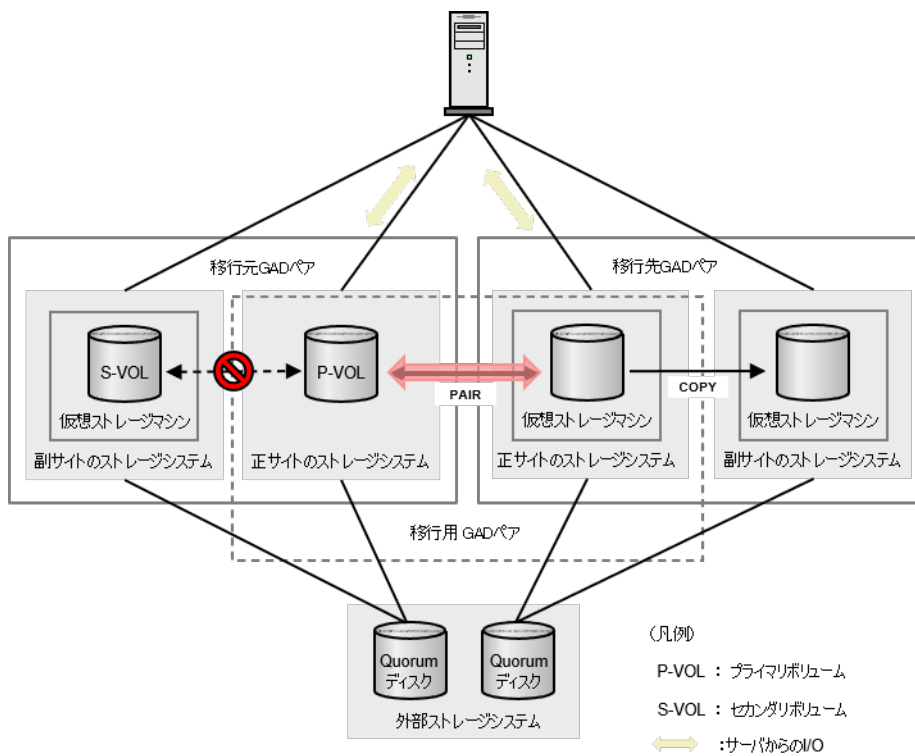 移行元GADペア
移行先GADペア
S-VOL
P-VOL
PAIR
COPY
仮想ストレージマシン
仮想ストレージマシン
仮想ストレージマシン
副サイトのストレージシステム
正サイトのストレージシステム
正サイトのストレージシステム
副サイトのストレージシステム
移行用 GADペア
Quorum
ディスク
Quorum
ディスク
外部ストレージシステム
(凡例)
P-VOL : プライマリボリューム
S-VOL : セカンダリボリューム
:サーバからのI/O